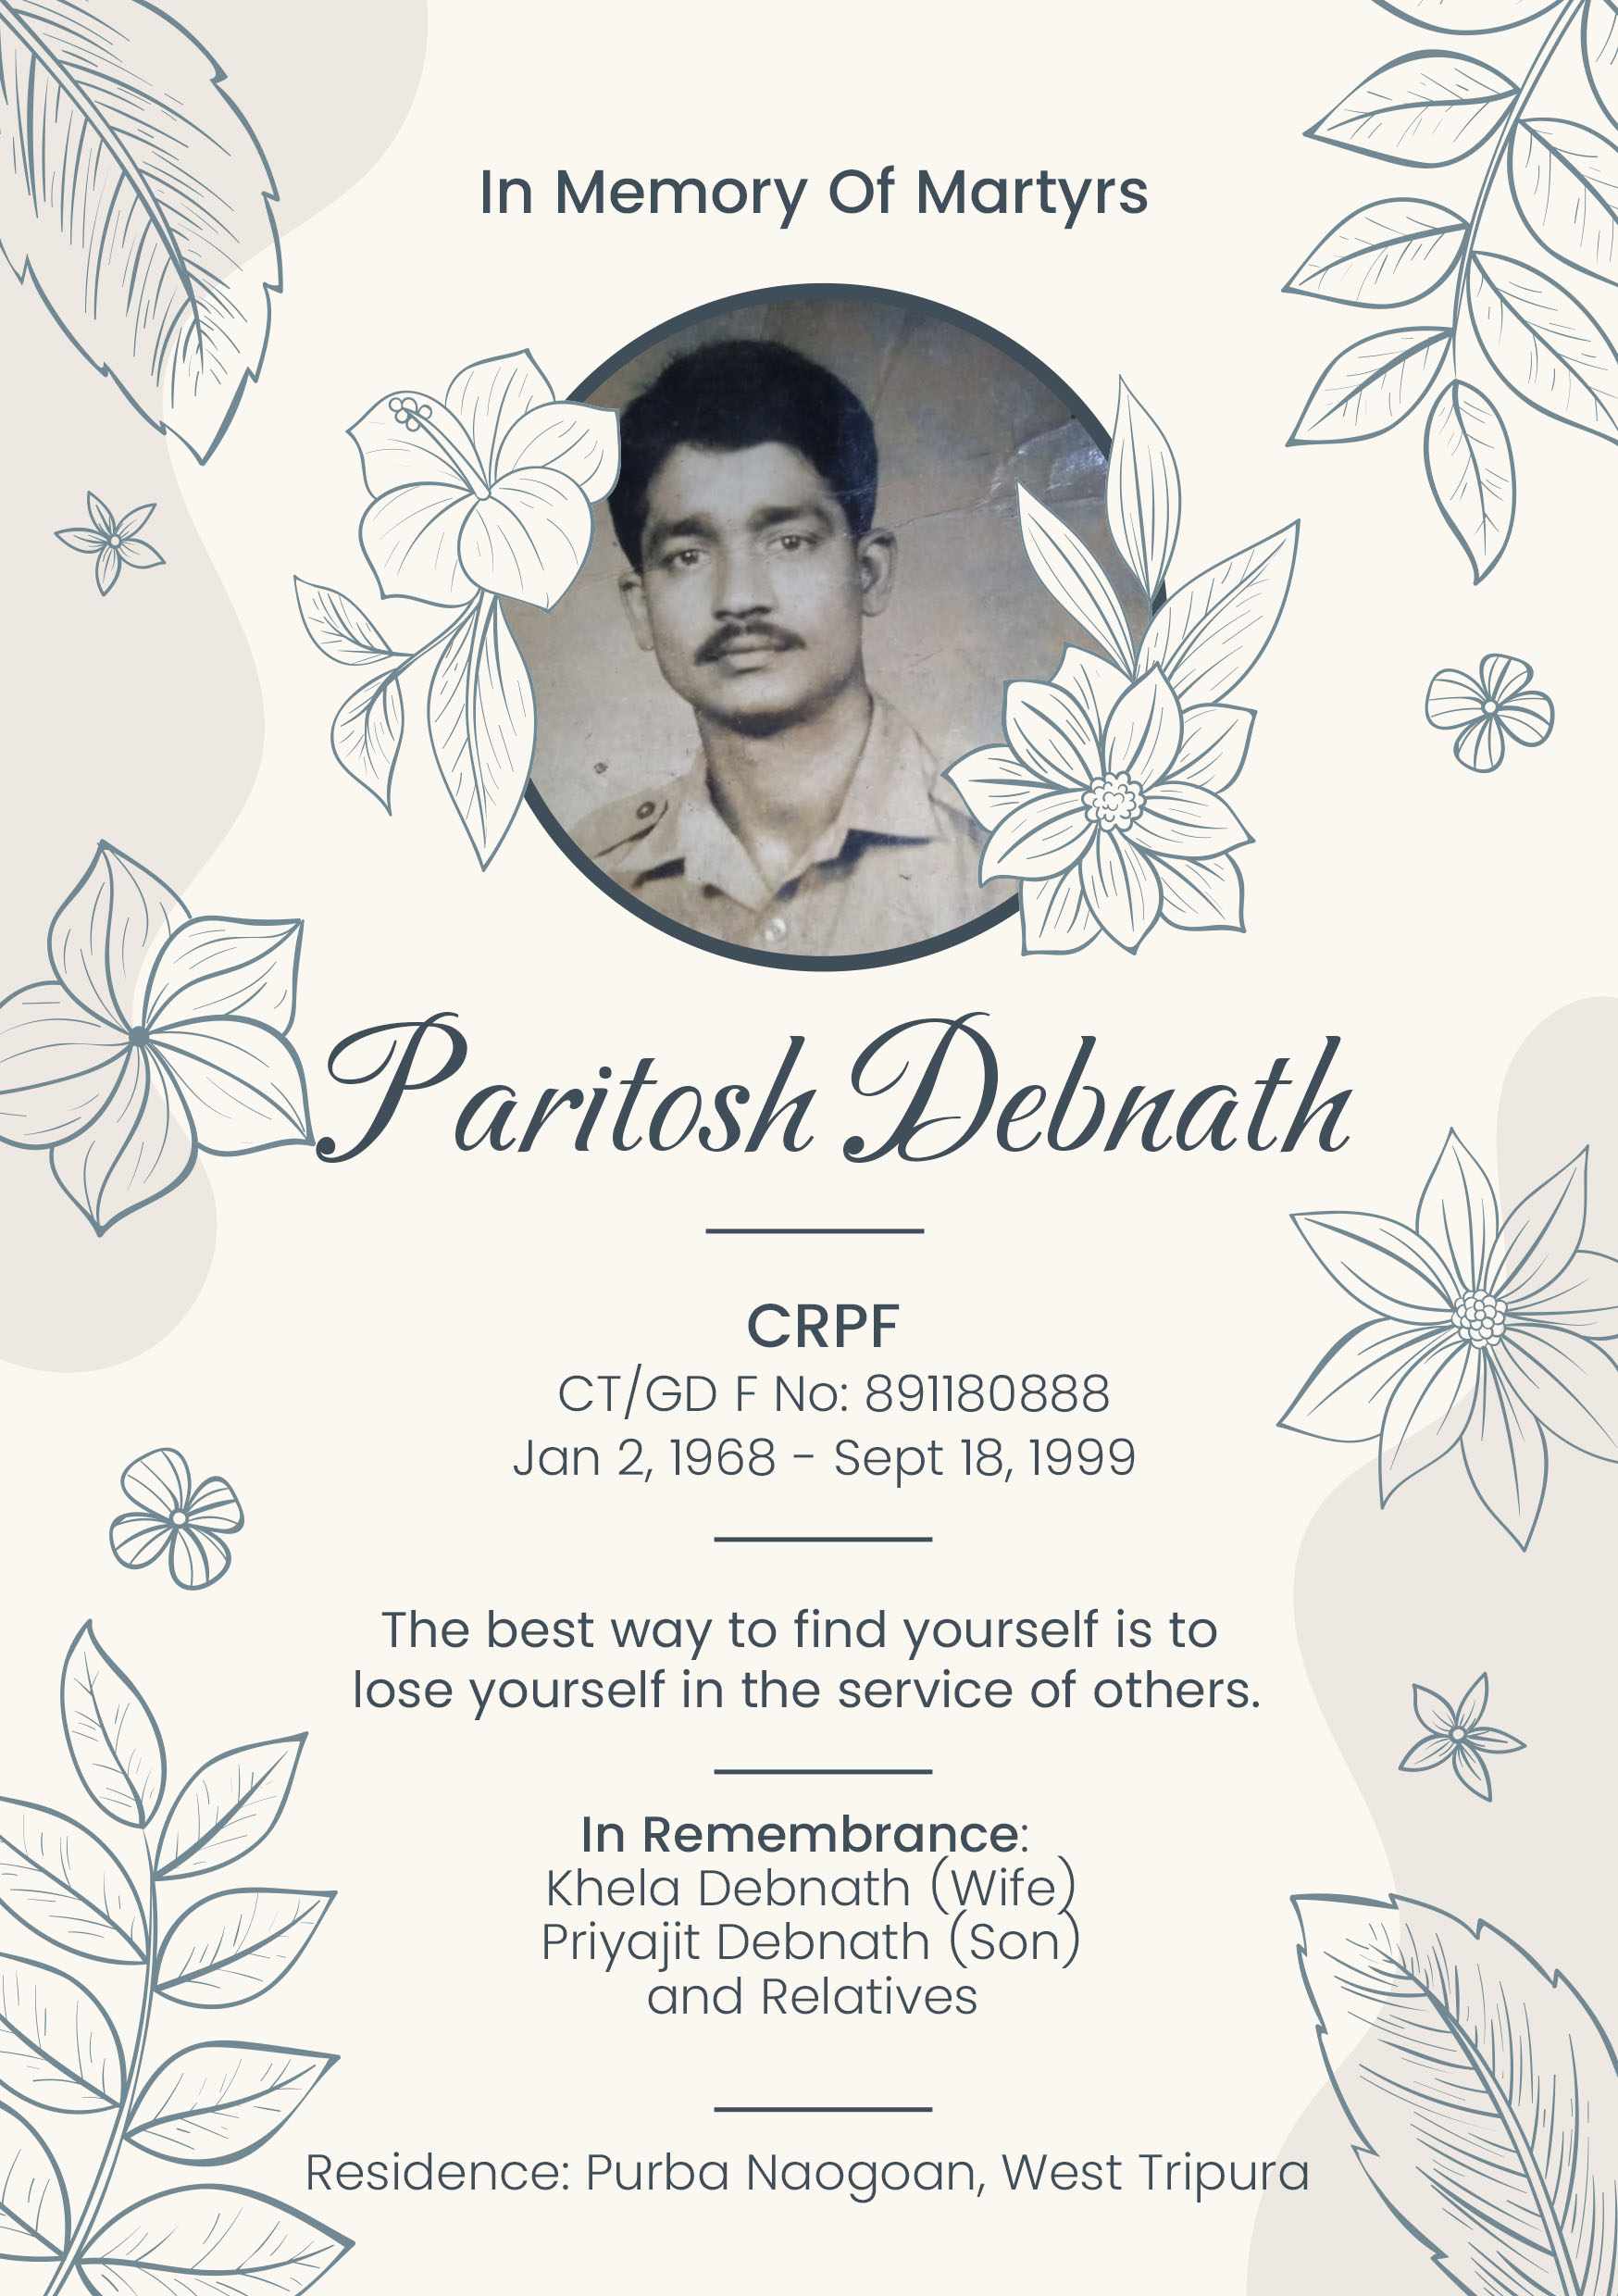 In Memory Of Martyrs
Paritosh Debnath
CRPF
CT/GD F No: 891180888
Jan 2, 1968 - Sept 18, 1999
The best way to find yourself is to
lose yourself in the service of others.
In Remembrance:
Khela Debnath (Wife)
Priyajit Debnath (Son)
and Relatives
Residence: Purba Naogoan, West Tripura